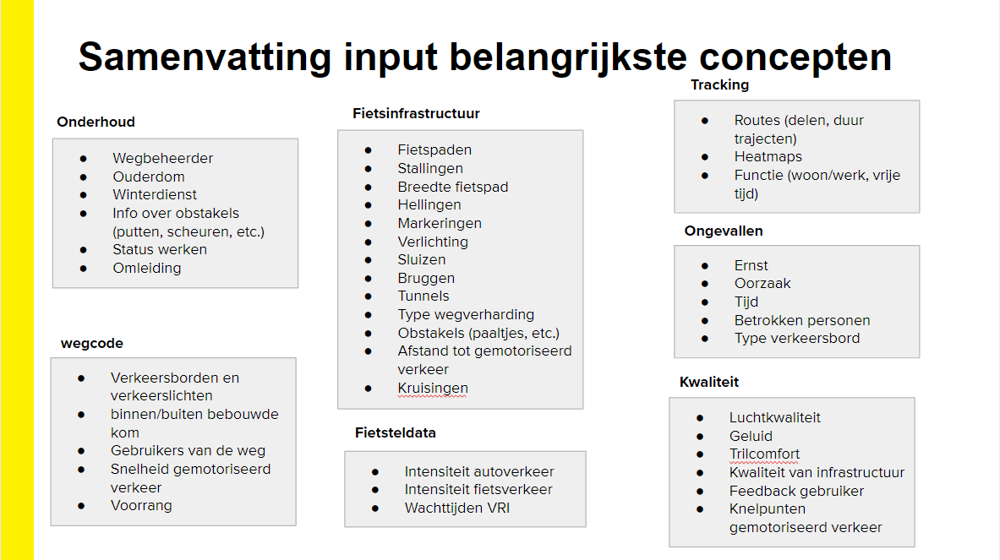 Samenvatting input belangrijkste concepten
Onderhoud
● Wegbeheerder
● Ouderdom
● Winterdienst
● Info over obstakels
(putten, scheuren, etc.)
● Status werken
● Omleiding
wegcode
● Verkeersborden en
verkeerslichten
● binnen/buiten bebouwde
kom
● Gebruikers van de weg
● Snelheid gemotoriseerd
verkeer
● Voorrang
Fietsinfrastructuur
● Fietspaden
● Stallingen
● Breedte fietspad
● Hellingen
● Markeringen
● Verlichting
● Sluizen
● Bruggen
● Tunnels
● Type wegverharding
● Obstakels (paaltjes, etc.)
● Afstand tot gemotoriseerd
verkeer
● Kruisingen
Fietsteldata
● Intensiteit autoverkeer
● Intensiteit fietsverkeer
● Wachttijden VRI
Tracking
● Routes (delen, duur
trajecten)
● Heatmaps
● Functie (woon/werk, vrije
tijd)
Ongevallen
● Ernst
● Oorzaak
● Tijd
● Betrokken personen
● Type verkeersbord
Kwaliteit
● Luchtkwaliteit
● Geluid
● Trilcomfort
● Kwaliteit van infrastructuur
● Feedback gebruiker
● Knelpunten
gemotoriseerd verkeer